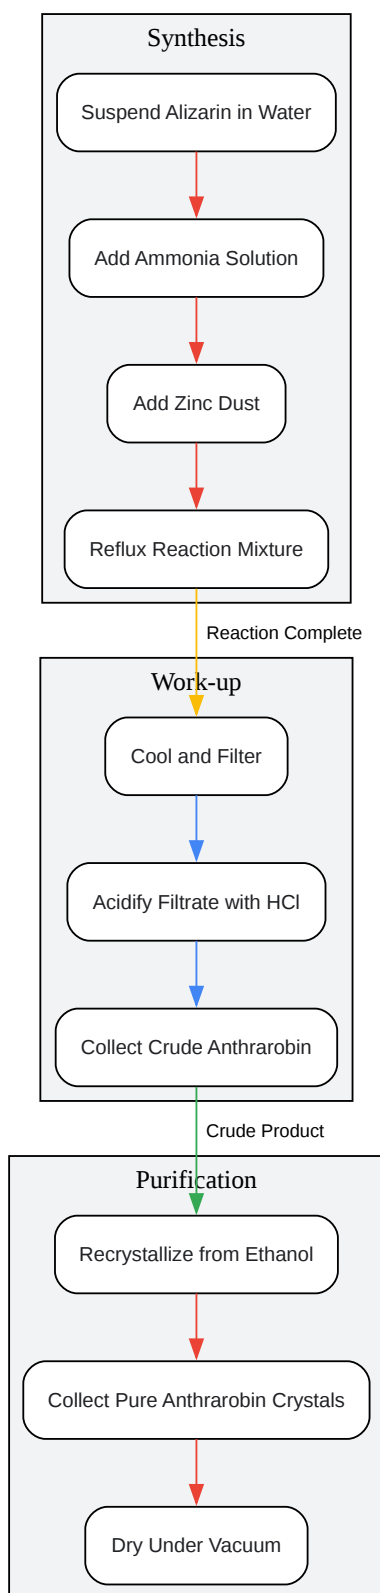 Synthesis
Suspend Alizarin in Water
Add Ammonia Solution
Add Zinc Dust
Reflux Reaction Mixture
Reaction Complete
Work-up
Cool and Filter
Acidify Filtrate with HCl
Collect Crude Anthrarobin
Crude Product
Purification
Recrystallize from Ethanol
Collect Pure Anthrarobin Crystals
Dry Under Vacuum